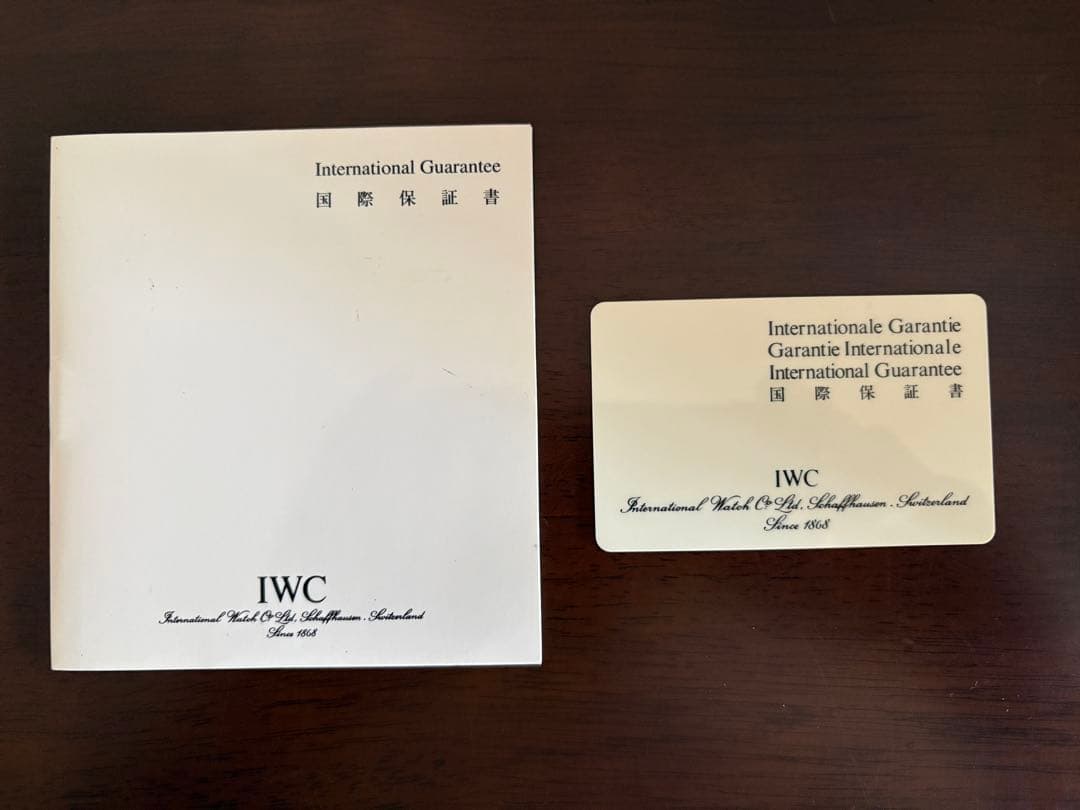 International Guarantee
国際保証書
IWC
International Watch Co Ltd, Schaffhausen . Switzerland
Since 1868
Internationale Garantie
Garantie Internationale
International Guarantee
国際保証書
IWC
International Watch Co Ltd, Schaffhausen . Switzerland
Since 1868